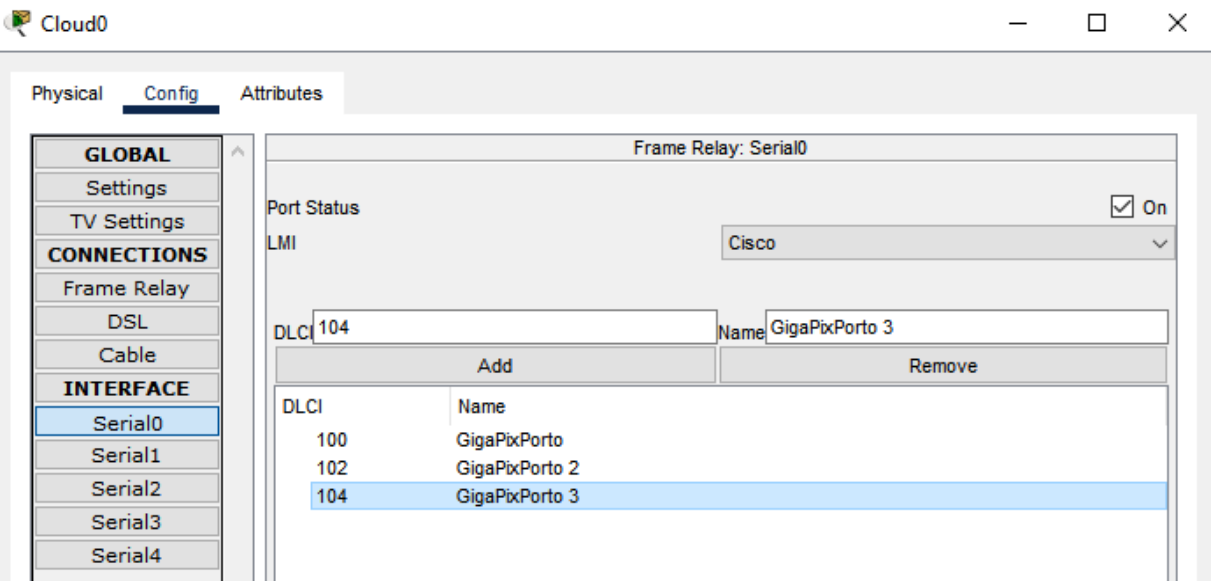 Cloud0
Physical Config Attributes
GLOBAL
Settings
TV Settings
CONNECTIONS
Frame Relay
DSL
Cable
INTERFACE
Serial0
Serial1
Serial2
Serial3
Serial4
Frame Relay: Serial0
Port Status On
LMI Cisco
DLCI 104 Name GigaPixPorto 3
Add Remove
DLCI Name
100 GigaPixPorto
102 GigaPixPorto 2
104 GigaPixPorto 3